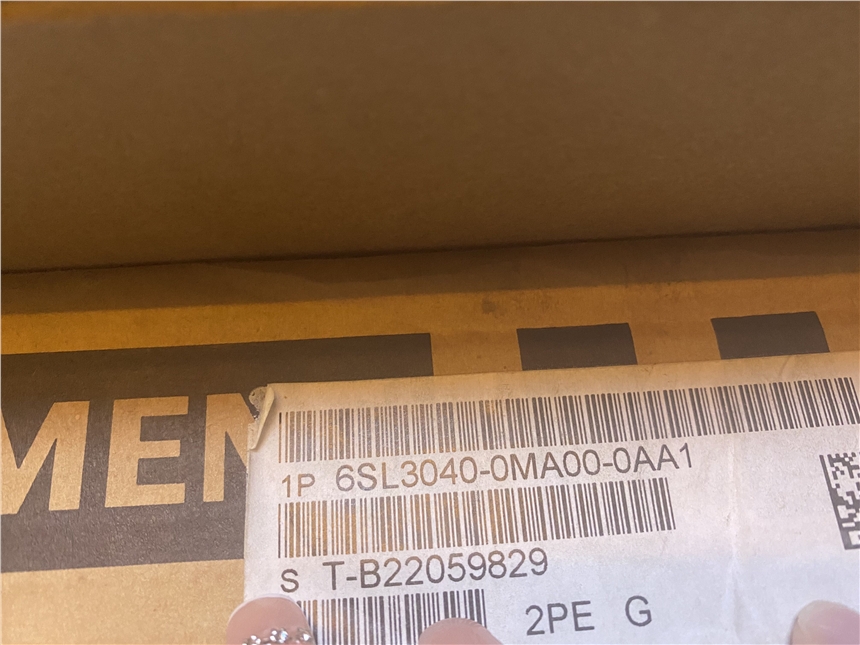 MEN
1P 6SL3040-0MA00-0AA1
S T-B22059829
2PE G